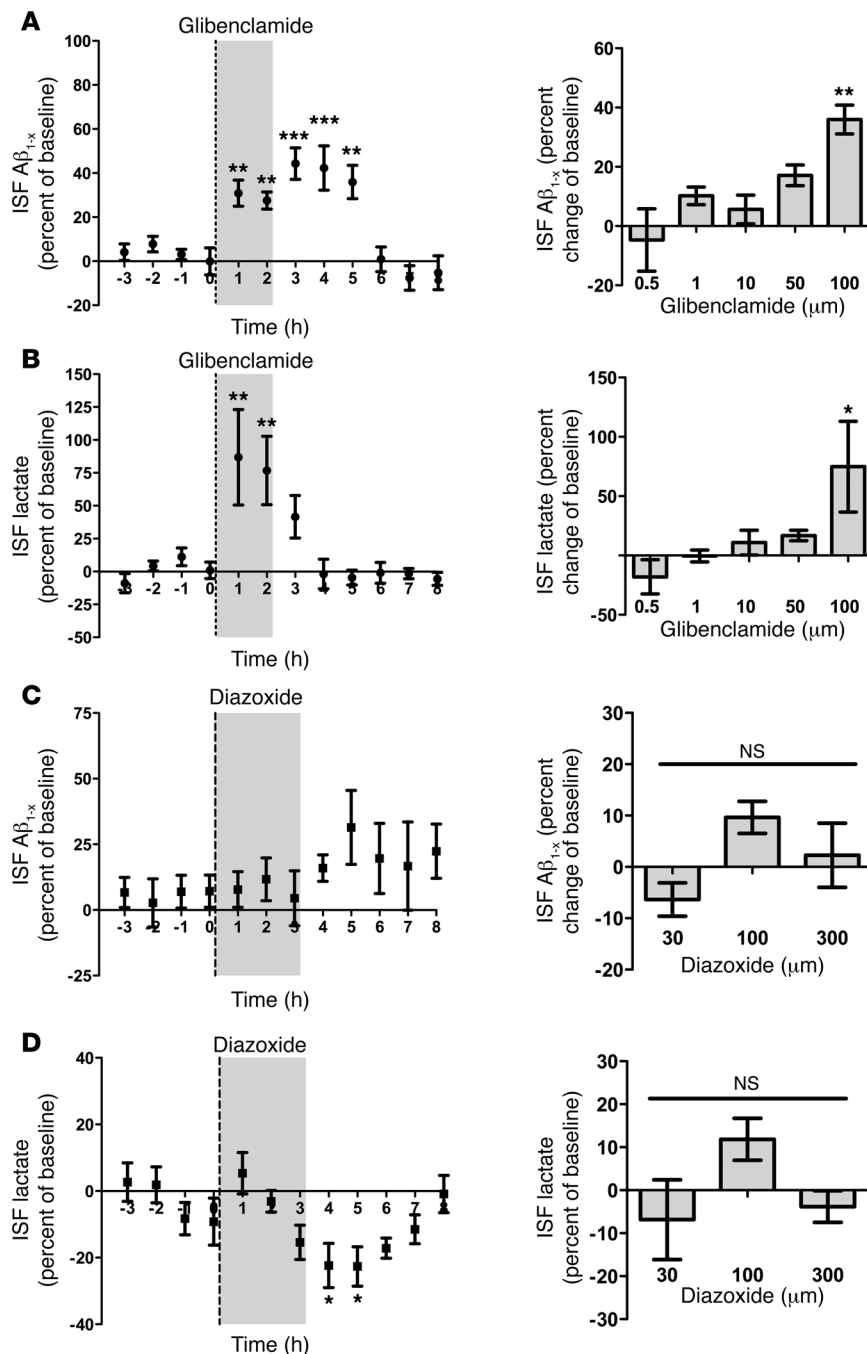 A
Glibenclamide
ISF Aβ1-x
(percent of baseline)
100
80
60
40
20
0
-20
** ** *** *** **
-3 -2 -1 0 1 2 3 4 5 6 7 8
Time (h)
ISF Aβ1-x (percent
change of baseline)
60
40
20
0
-20
**
0.5 1 10 50 100
Glibenclamide (μm)
B
Glibenclamide
ISF lactate
(percent of baseline)
150
125
100
75
50
25
0
-25
-50
** **
-3 -2 -1 0 1 2 3 4 5 6 7 8
Time (h)
ISF lactate (percent
change of baseline)
150
100
50
-50
*
0.5 1 10 50 100
Glibenclamide (μm)
C
Diazoxide
ISF Aβ1-x
(percent of baseline)
75
50
25
0
-25
-3 -2 -1 0 1 2 3 4 5 6 7 8
Time (h)
ISF Aβ1-x (percent
change of baseline)
30
20
10
0
-10
-20
NS
30 100 300
Diazoxide (μm)
D
Diazoxide
ISF lactate
(percent of baseline)
40
20
0
-20
-40
-3 -2 -1 0 1 2 3 4 5 6 7 8
* *
Time (h)
ISF lactate
(percent of baseline)
30
20
10
0
-10
-20
-30
NS
30 100 300
Diazoxide (μm)